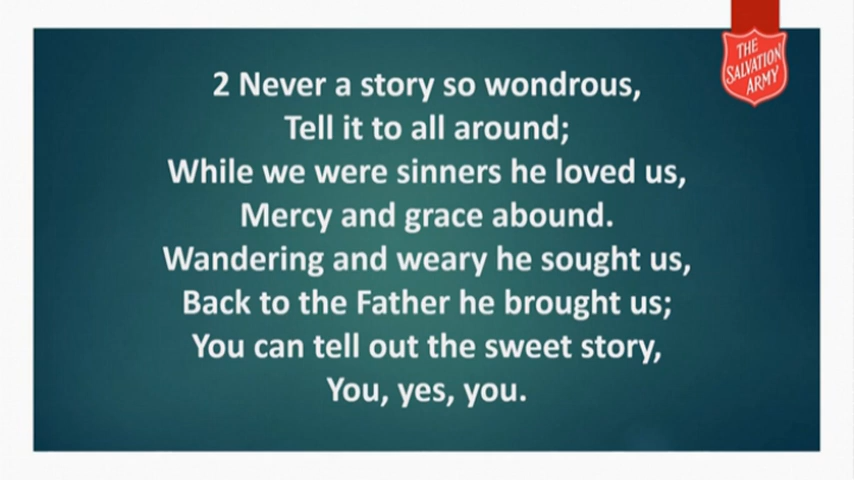 THE
SALVATION
ARMY
2 Never a story so wondrous,
Tell it to all around;
While we were sinners he loved us,
Mercy and grace abound.
Wandering and weary he sought us,
Back to the Father he brought us;
You can tell out the sweet story,
You, yes, you.